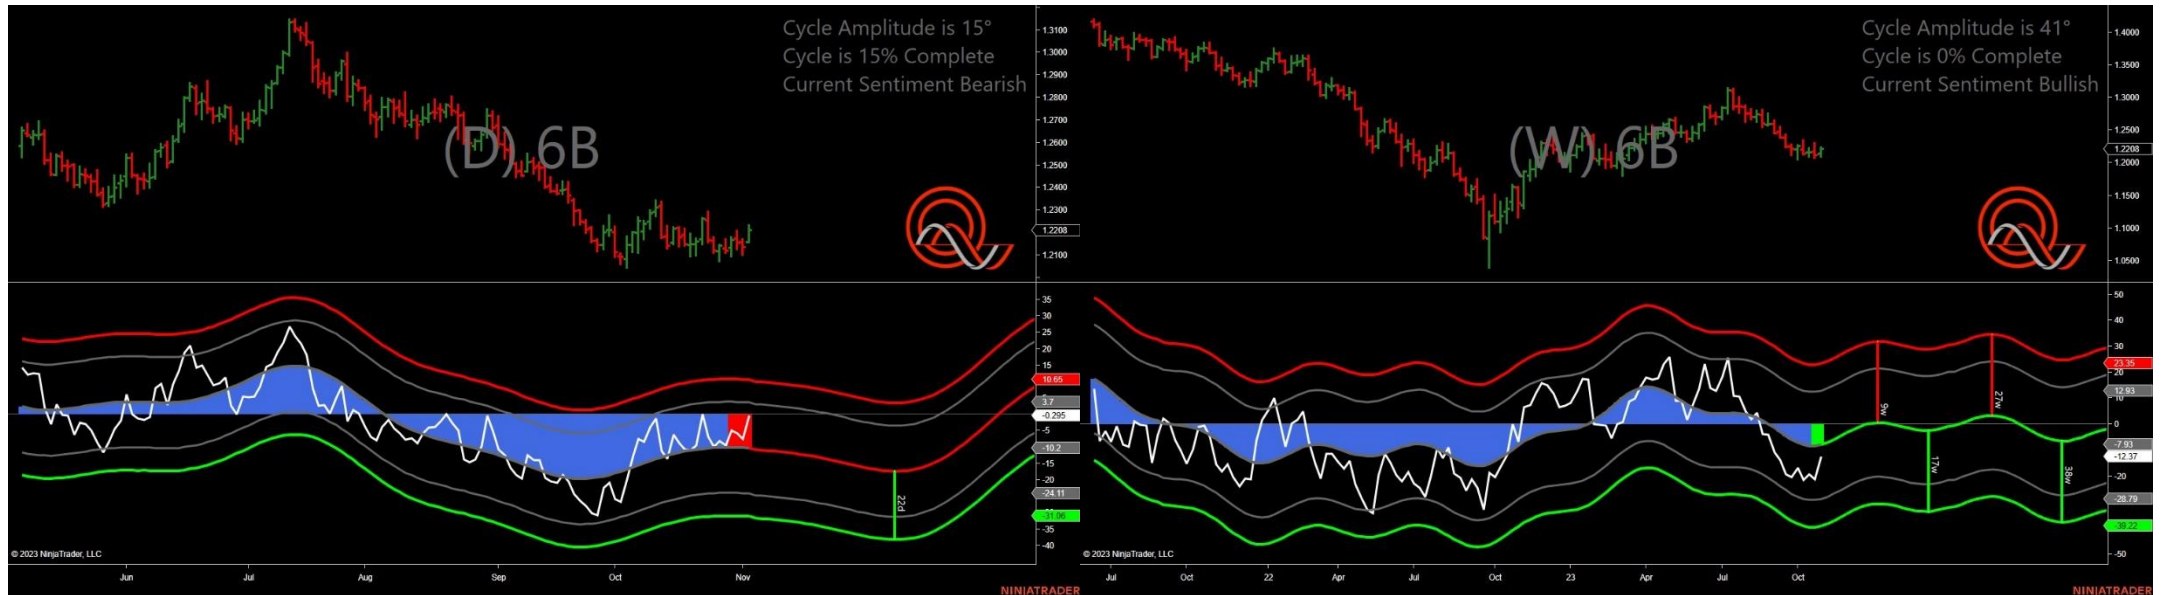 Cycle Amplitude is 15°
Cycle is 15% Complete
Current Sentiment Bearish
(D) 6B
1.3100
1.3000
1.2900
1.2800
1.2700
1.2600
1.2500
1.2400
1.2300
1.2208
1.2100
35
30
25
20
15
10.65
3.7
-0.295
-5
-10.2
-15
-20
-24.11
-31.06
-35
-40
22d
© 2023 NinjaTrader, LLC
Jun Jul Aug Sep Oct Nov
NINJATRADER
Cycle Amplitude is 41°
Cycle is 0% Complete
Current Sentiment Bullish
(W) 6B
1.4000
1.3500
1.3000
1.2500
1.2208
1.2000
1.1500
1.1000
1.0500
50
40
30
23.35
20
12.93
10
0
-7.93
-12.37
-20
-28.79
-39.22
-50
9w
17w
27w
38w
© 2023 NinjaTrader, LLC
Jul Oct 22 Apr Jul Oct 23 Apr Jul Oct
NINJATRADER